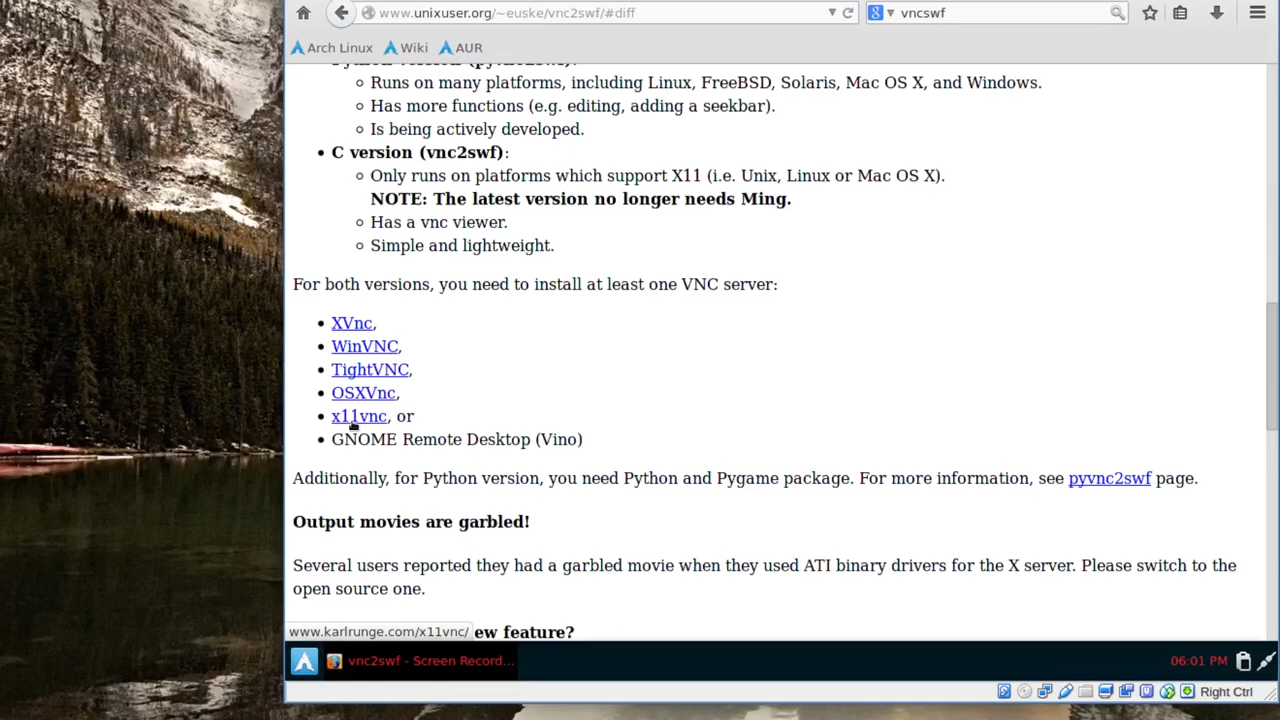 www.unixuser.org/~euske/vnc2swf/#diff
vncswf
Arch Linux Wiki AUR
Python version (pyvnc2swf):
Runs on many platforms, including Linux, FreeBSD, Solaris, Mac OS X, and Windows.
Has more functions (e.g. editing, adding a seekbar).
Is being actively developed.
C version (vnc2swf):
Only runs on platforms which support X11 (i.e. Unix, Linux or Mac OS X).
NOTE: The latest version no longer needs Ming.
Has a vnc viewer.
Simple and lightweight.
For both versions, you need to install at least one VNC server:
XVnc,
WinVNC,
TightVNC,
OSXVnc,
x11vnc, or
GNOME Remote Desktop (Vino)
Additionally, for Python version, you need Python and Pygame package. For more information, see pyvnc2swf page.
Output movies are garbled!
Several users reported they had a garbled movie when they used ATI binary drivers for the X server. Please switch to the
open source one.
www.karlrunge.com/x11vnc/ ew feature?
vnc2swf - Screen Record... 06:01 PM
Right Ctrl